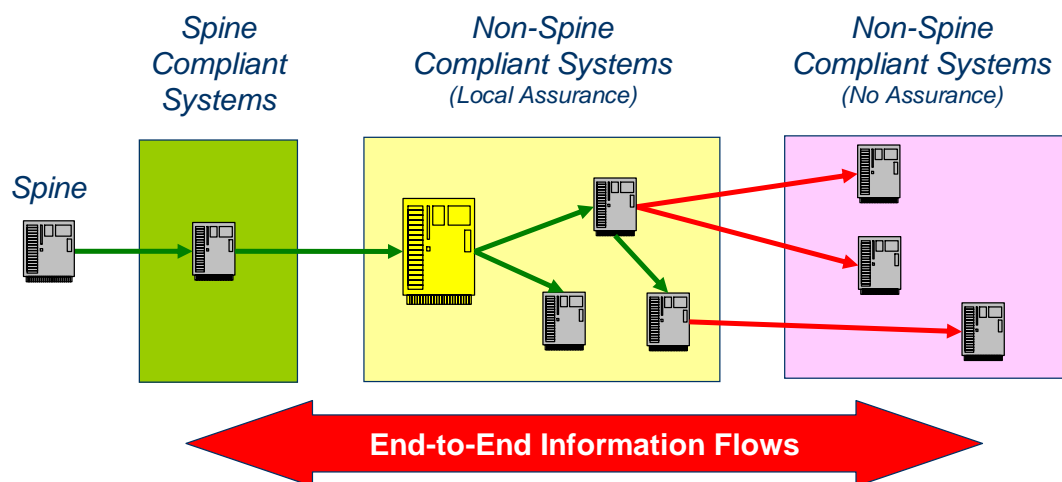 Spine
Compliant
Systems
Non-Spine
Compliant Systems
(Local Assurance)
Non-Spine
Compliant Systems
(No Assurance)
Spine
End-to-End Information Flows